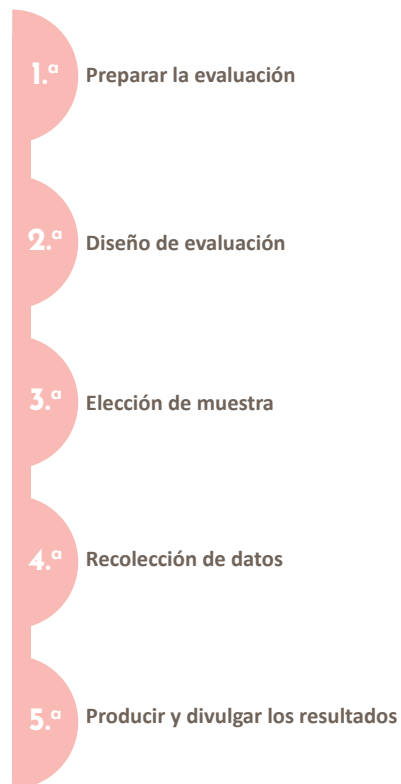 1.ª Preparar la evaluación
2.ª Diseño de evaluación
3.ª Elección de muestra
4.ª Recolección de datos
5.ª Producir y divulgar los resultados